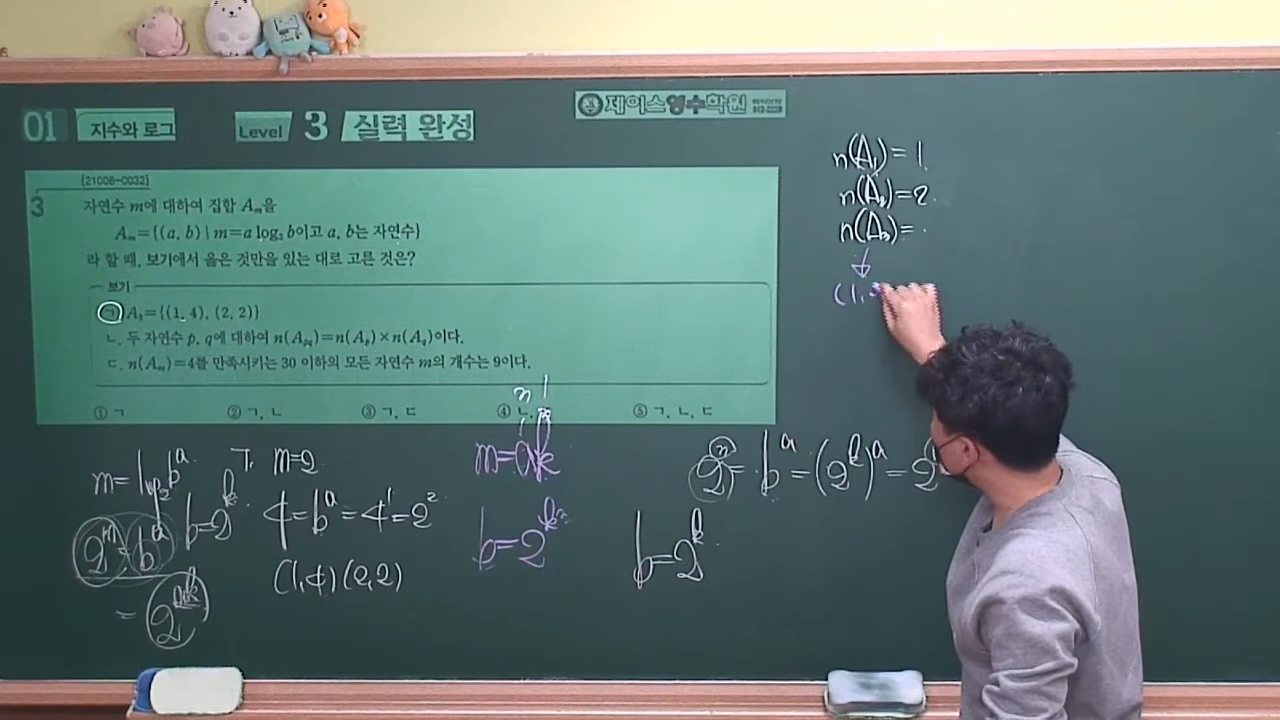 01 지수와 로그
Level 3 실력 완성
제이스영수학원
[21008-0032]
3 자연수 m에 대하여 집합 Aₘ을
Aₘ={(a, b) | m=a log₂ b이고 a, b는 자연수}
라 할 때, 보기에서 옳은 것만을 있는 대로 고른 것은?
보기
ㄱ. A₂={(1, 4), (2, 2)}
ㄴ. 두 자연수 p, q에 대하여 n(Aₚq)=n(Aₚ)×n(A_q)이다.
ㄷ. n(Aₘ)=4를 만족시키는 30 이하의 모든 자연수 m의 개수는 9이다.
① ㄱ ② ㄱ, ㄴ ③ ㄱ, ㄷ ④ ㄴ, ⑤ ㄱ, ㄴ, ㄷ
n(A₁)=1.
n(A₂)=2.
n(A₃)=
↓
(1,
m=log₂bᵃ
2ᵐ=bᵃ b=2ᵏ
=2ᵃᵏ
ㄱ. m=2
4=bᵃ=4¹=2²
(1,4)(2,2)
m=ak
b=2ᵏ
b=2ᵏ
=bᵃ=(2ᵏ)ᵃ=2